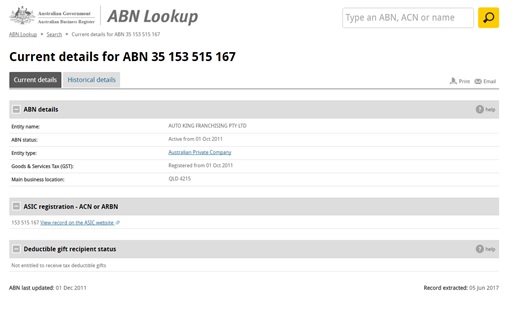 Australian Government
Australian Business Register
ABN Lookup
Type an ABN, ACN or name
ABN Lookup Search Current details for ABN 35 153 515 167
Current details for ABN 35 153 515 167
Current details Historical details
Print Email
ABN details help
Entity name: AUTO KING FRANCHISING PTY LTD
ABN status: Active from 01 Oct 2011
Entity type: Australian Private Company
Goods & Services Tax (GST): Registered from 01 Oct 2011
Main business location: QLD 4215
ASIC registration - ACN or ARBN
153 515 167 View record on the ASIC website
Deductible gift recipient status help
Not entitled to receive tax deductible gifts
ABN last updated: 01 Dec 2011 Record extracted: 05 Jun 2017